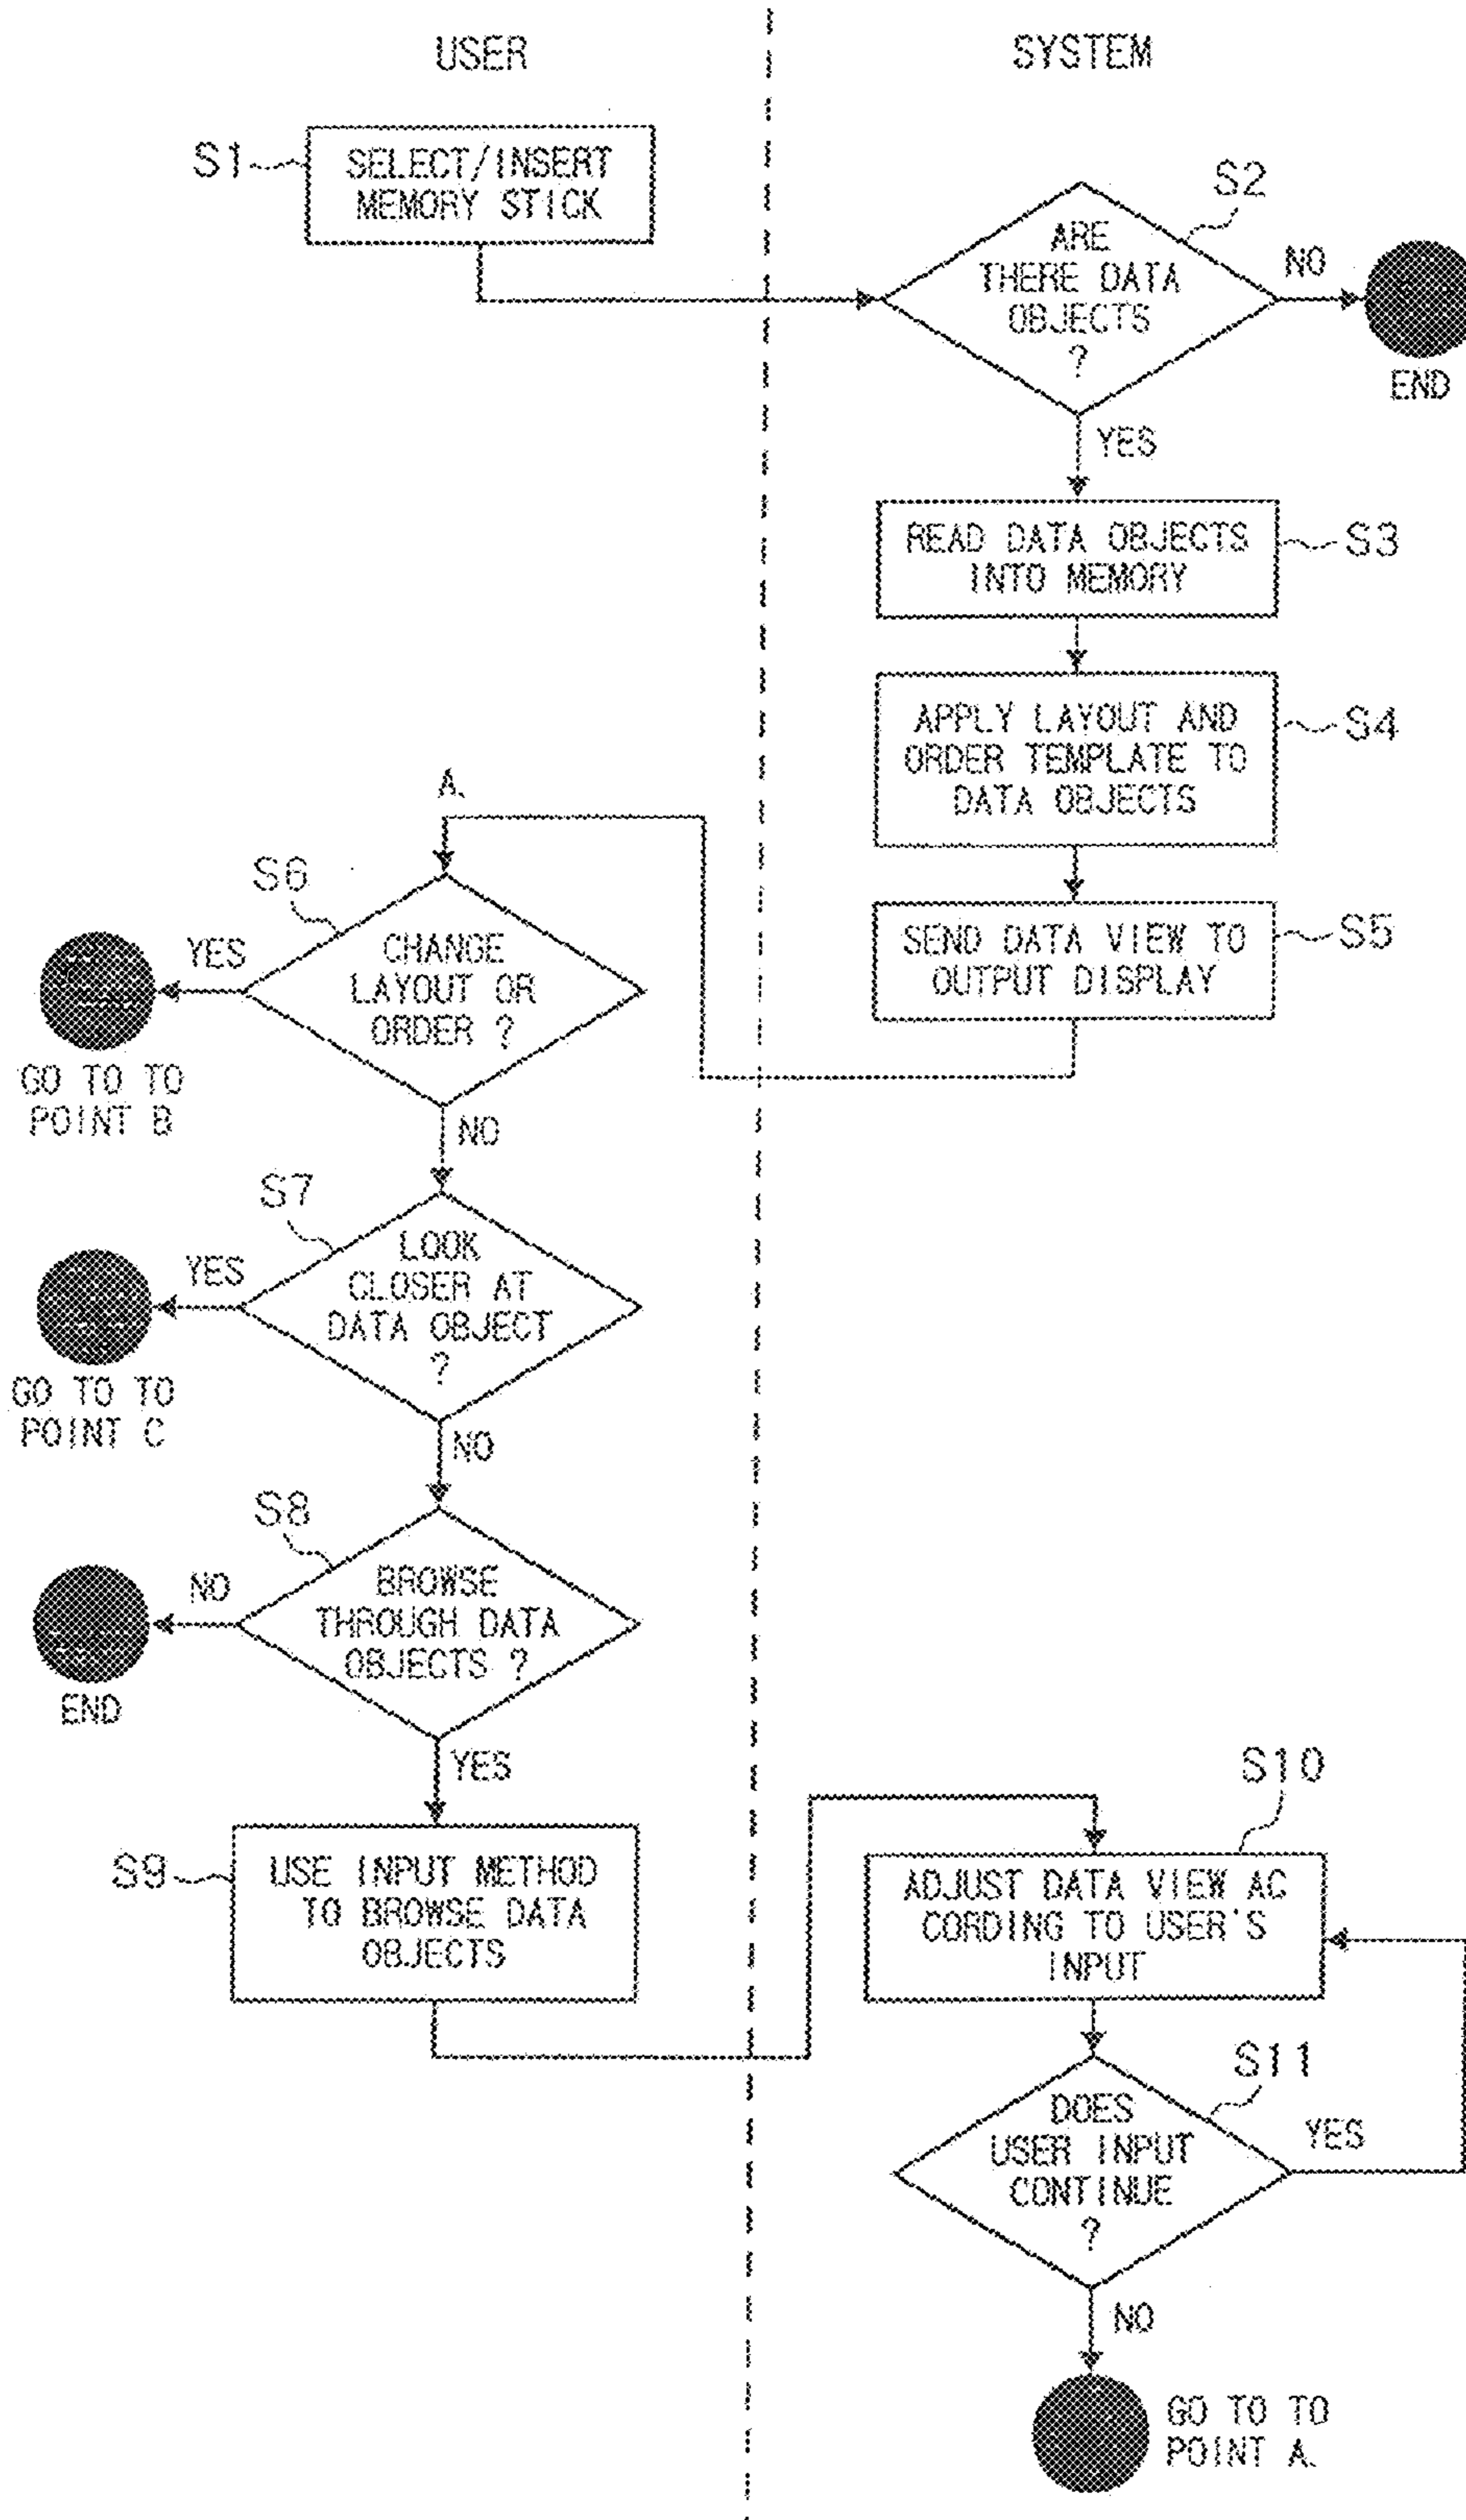 USER
SYSTEM
S1
SELECT/INSERT
MEMORY STICK
S2
ARE
THERE DATA
OBJECTS
?
NO
END
YES
READ DATA OBJECTS
INTO MEMORY
S3
APPLY LAYOUT AND
ORDER TEMPLATE TO
DATA OBJECTS
S4
SEND DATA VIEW TO
OUTPUT DISPLAY
S5
A.
S6
CHANGE
LAYOUT OR
ORDER ?
YES
GO TO TO
POINT B
NO
S7
LOOK
CLOSER AT
DATA OBJECT
?
YES
GO TO TO
POINT C
NO
S8
BROWSE
THROUGH DATA
OBJECTS ?
NO
END
YES
S9
USE INPUT METHOD
TO BROWSE DATA
OBJECTS
S10
ADJUST DATA VIEW AC
CORDING TO USER'S
INPUT
S11
DOES
USER INPUT
CONTINUE
?
YES
NO
GO TO TO
POINT A.